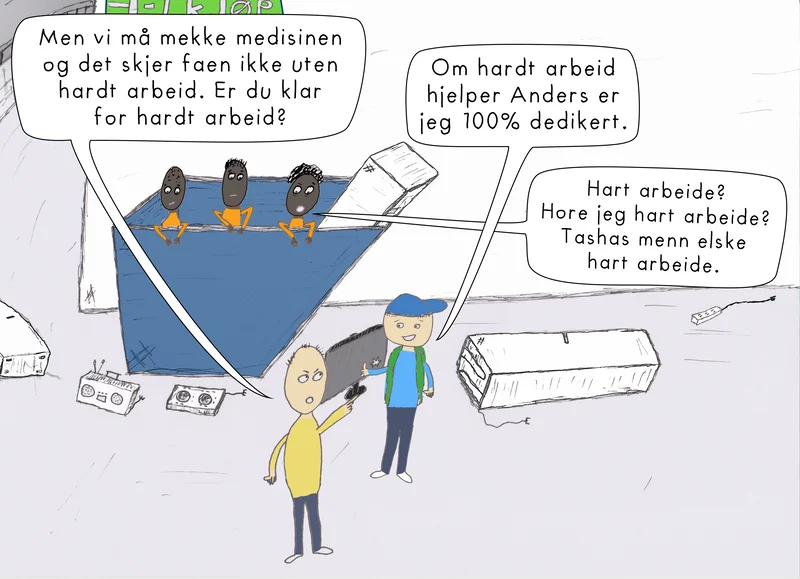 Men vi må mekke medisinen
og det skjer faen ikke uten
hardt arbeid. Er du klar
for hardt arbeid?
Om hardt arbeid
hjelper Anders er
jeg 100% dedikert.
Hart arbeide?
Hore jeg hart arbeide?
Tashas menn elske
hart arbeide.